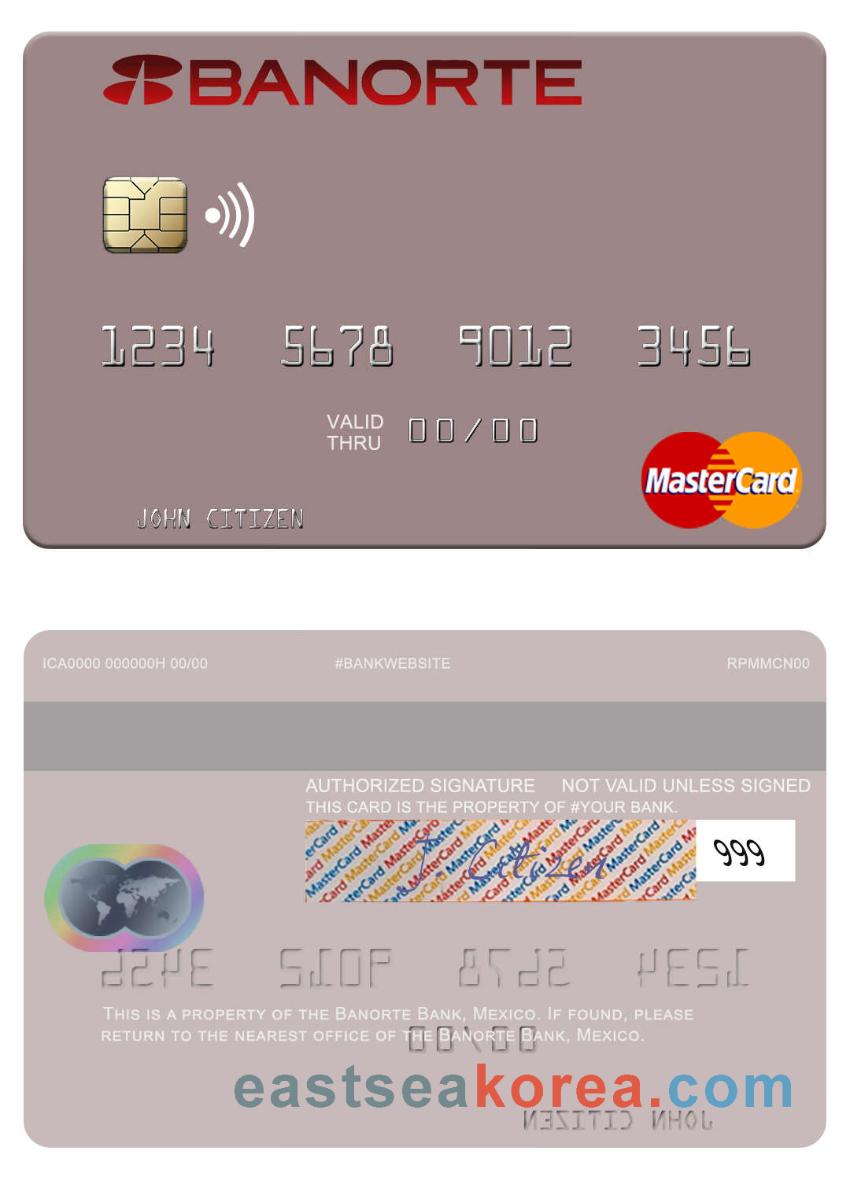 BANORTE
1234 5678 9012 3456
VALID THRU 00/00
MasterCard
JOHN CITIZEN
ICA0000 000000H 00/00 #BANKWEBSITE RPMMCN00
AUTHORIZED SIGNATURE NOT VALID UNLESS SIGNED
THIS CARD IS THE PROPERTY OF #YOUR BANK.
J. Citizen 999
THIS IS A PROPERTY OF THE BANORTE BANK, MEXICO. IF FOUND, PLEASE
RETURN TO THE NEAREST OFFICE OF THE BANORTE BANK, MEXICO.
eastseakorea.com